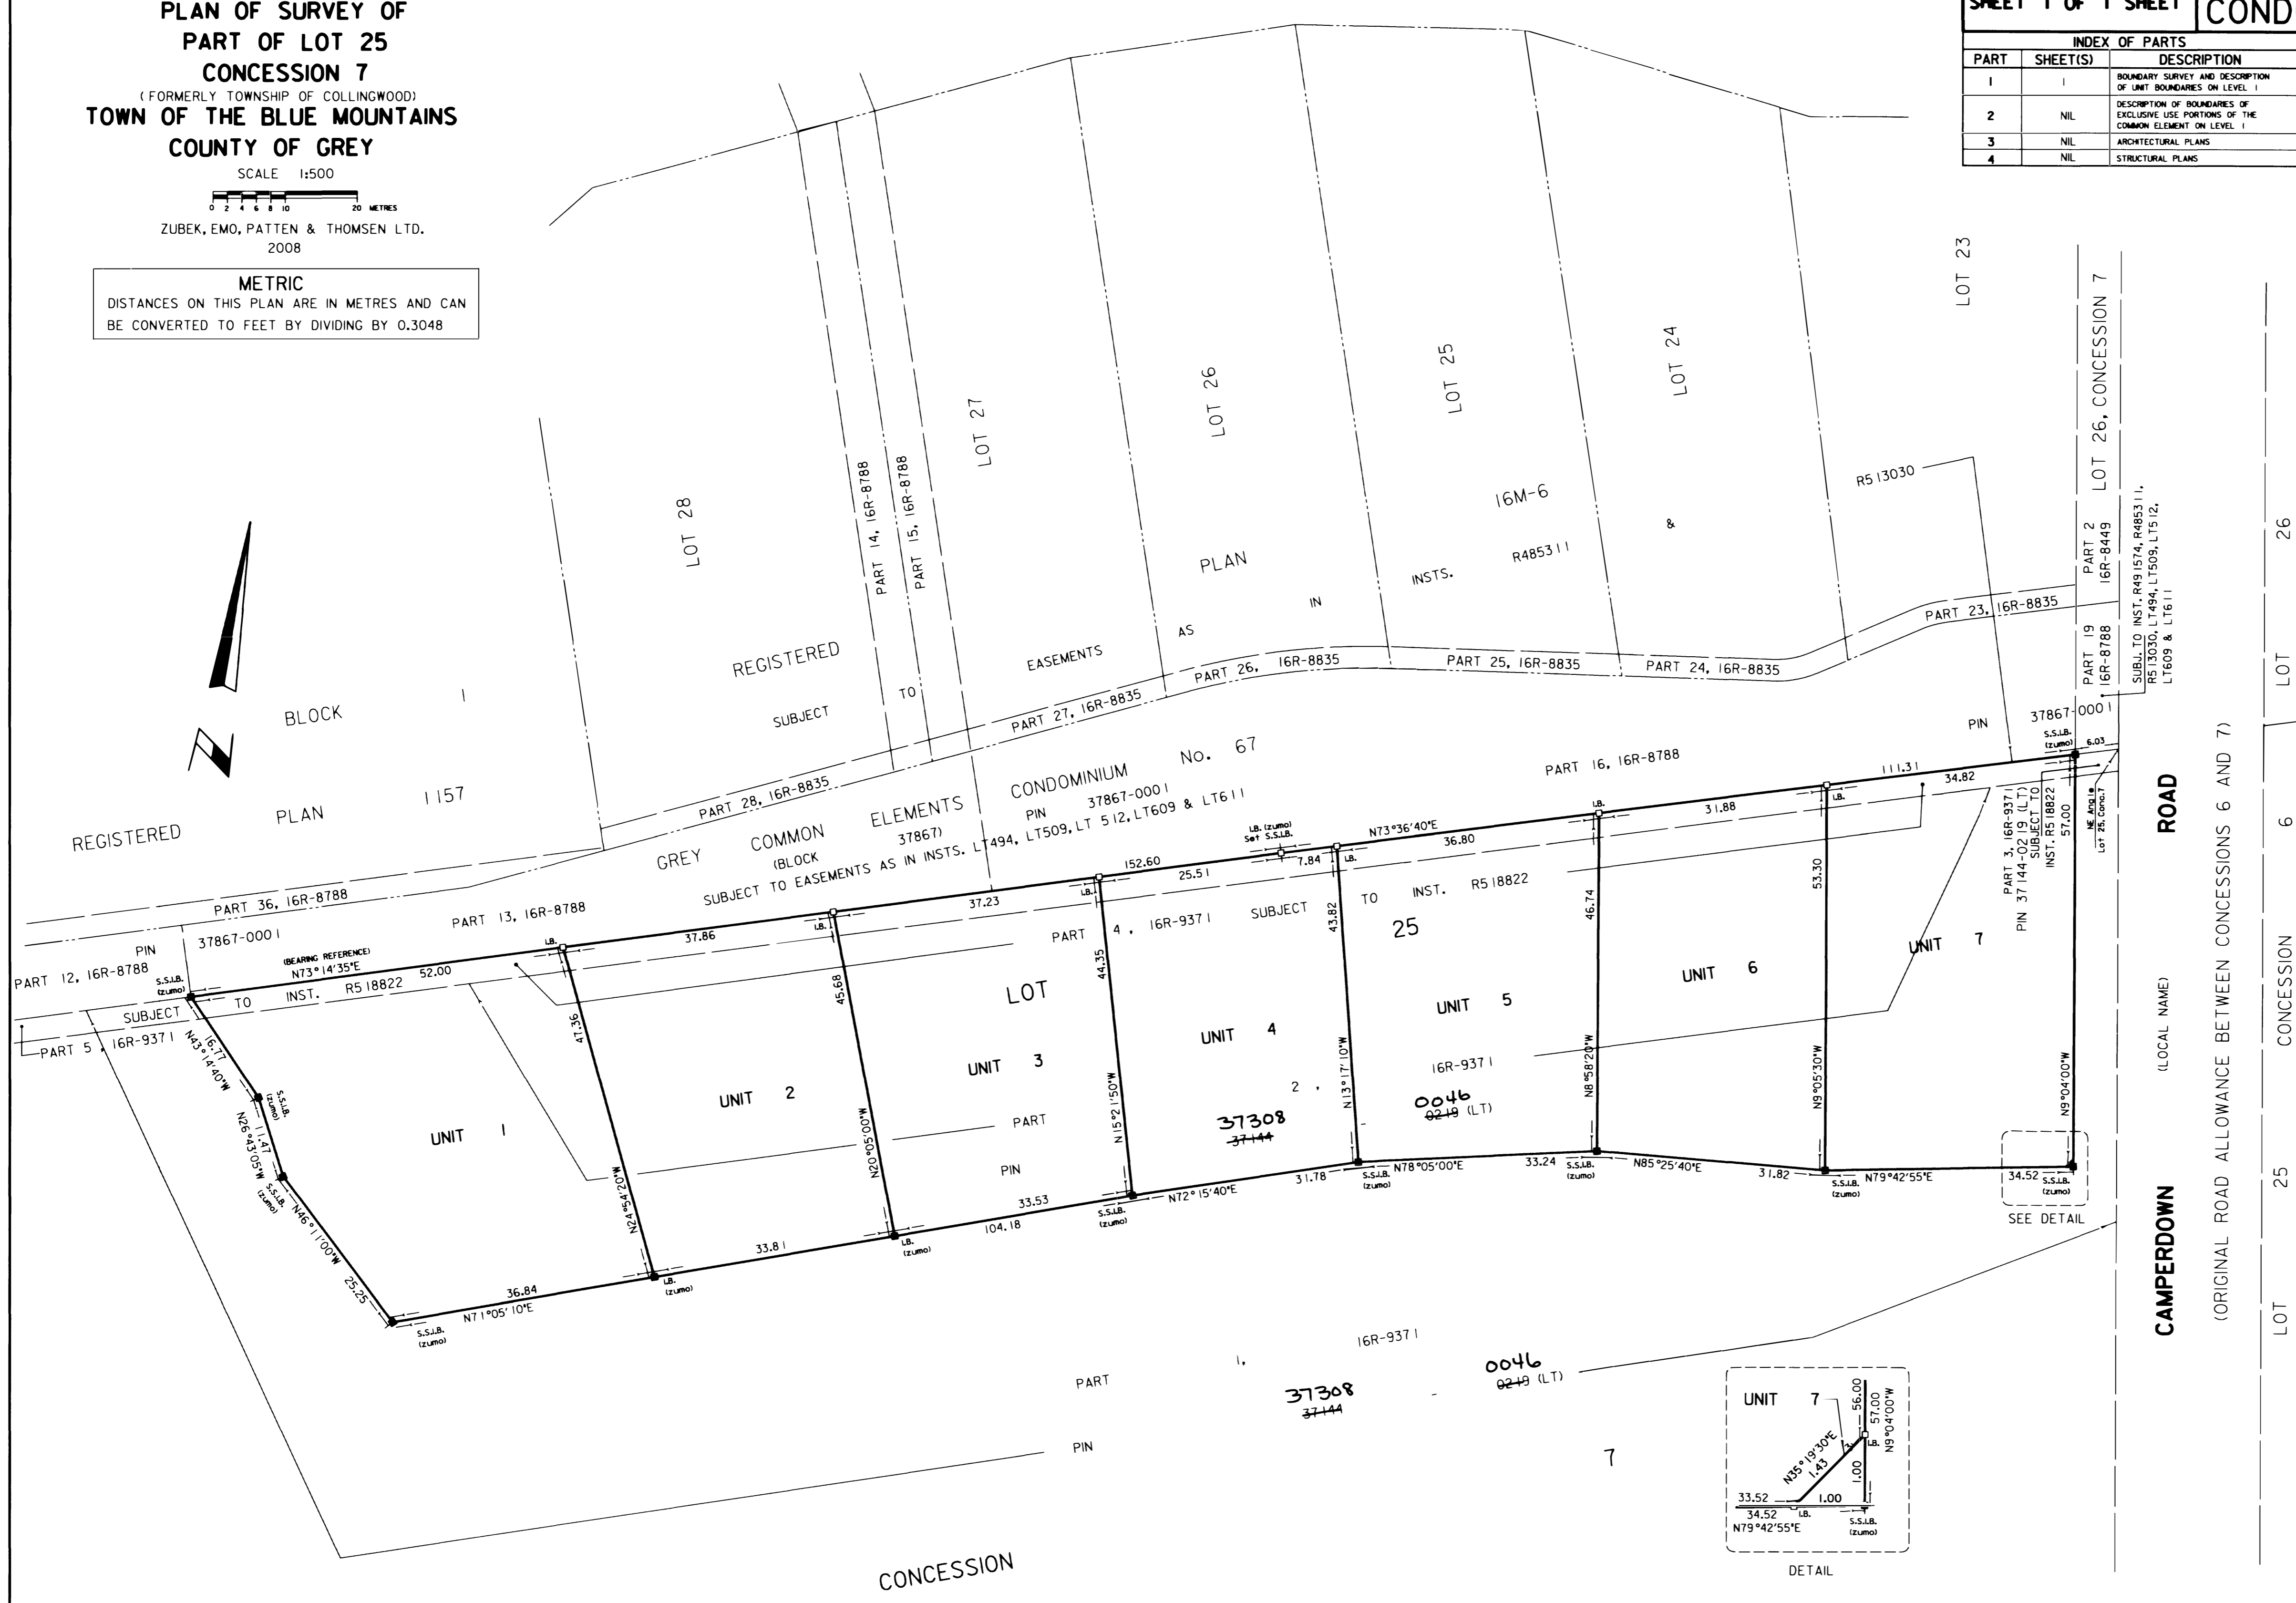 PLAN OF SURVEY OF
PART OF LOT 25
CONCESSION 7
(FORMERLY TOWNSHIP OF COLLINGWOOD)
TOWN OF THE BLUE MOUNTAINS
COUNTY OF GREY
SCALE 1:500
0 2 4 6 8 10 20 METRES
ZUBEK, EMO, PATTEN & THOMSEN LTD.
2008
METRIC
DISTANCES ON THIS PLAN ARE IN METRES AND CAN
BE CONVERTED TO FEET BY DIVIDING BY 0.3048
SHEET 1 OF 1 SHEET
COND
INDEX OF PARTS
PART SHEET(S) DESCRIPTION
1 1 BOUNDARY SURVEY AND DESCRIPTION
OF UNIT BOUNDARIES ON LEVEL 1
2 NIL DESCRIPTION OF BOUNDARIES OF
EXCLUSIVE USE PORTIONS OF THE
COMMON ELEMENT ON LEVEL 1
3 NIL ARCHITECTURAL PLANS
4 NIL STRUCTURAL PLANS
LOT 28
PART 14, 16R-8788
PART 15, 16R-8788
LOT 27
LOT 26
LOT 25
LOT 24
LOT 23
N
BLOCK 1
REGISTERED PLAN 1157
REGISTERED PLAN 16M-6
SUBJECT TO EASEMENTS AS IN INSTS. R485311 &
R513030
PART 2 LOT 26, CONCESSION 7
16R-8449
PART 19
16R-8788
SUBJ. TO INST. R491574, R485311,
R513030, LT494, LT509, LT512,
LT609 & LT611
PART 36, 16R-8788
PART 28, 16R-8835
PART 27, 16R-8835
PART 26, 16R-8835
PART 25, 16R-8835
PART 24, 16R-8835
PART 23, 16R-8835
GREY COMMON ELEMENTS CONDOMINIUM No. 67
(BLOCK 37867) PIN 37867-0001
SUBJECT TO EASEMENTS AS IN INSTS. LT494, LT509, LT 512, LT609 & LT611
PART 12, 16R-8788
PIN 37867-0001
PART 13, 16R-8788
PART 16, 16R-8788
PIN 37867-0001
S.S.I.B.
(zumo)
(BEARING REFERENCE)
N73°14'35"E
52.00
I.B.
37.86
I.B.
37.23
I.B.
152.60
25.51
I.B. (zumo)
Set S.S.I.B.
7.84
I.B.
N73°36'40"E
36.80
I.B.
31.88
I.B.
111.31
34.82
S.S.I.B.
(zumo)
6.03
SUBJECT TO INST. R518822
PART 5, 16R-9371
PART 4, 16R-9371 SUBJECT TO INST. R518822
PART 3, 16R-9371
PIN 37144-0219 (LT)
SUBJECT TO
INST. R518822
57.00
NE Angle
Lot 25, Conc.7
LOT 25
16.77
N43°14'40"W
S.S.I.B.
(zumo)
11.47
N26°43'05"W
S.S.I.B.
(zumo)
N46°11'00"W 25.25
UNIT 1
47.36
N24°54'20"W
UNIT 2
45.68
N20°05'00"W
UNIT 3
44.35
N15°21'50"W
UNIT 4
43.82
N13°17'10"W
UNIT 5
46.74
N8°58'20"W
UNIT 6
53.30
N9°05'30"W
UNIT 7
N9°04'00"W
PART 2, 16R-9371
PIN 37308 - 0046
37144 0219 (LT)
S.S.I.B.
(zumo)
36.84
N71°05'10"E
I.B.
(zumo)
33.81
I.B.
(zumo)
33.53
104.18
S.S.I.B.
(zumo)
N72°15'40"E
31.78
S.S.I.B.
(zumo)
N78°05'00"E
33.24
S.S.I.B.
(zumo)
N85°25'40"E
31.82
S.S.I.B.
(zumo)
N79°42'55"E
34.52
S.S.I.B.
(zumo)
SEE DETAIL
PART 1, 16R-9371
PIN 37308 - 0046
37144 0219 (LT)
CONCESSION 7
UNIT 7
56.00
57.00
N9°04'00"W
I.B.
N35°19'30"E
1.43
1.00
33.52
1.00
34.52
I.B.
N79°42'55"E
S.S.I.B.
(zumo)
DETAIL
CAMPERDOWN ROAD
(LOCAL NAME)
(ORIGINAL ROAD ALLOWANCE BETWEEN CONCESSIONS 6 AND 7)
LOT 25 CONCESSION 6
LOT 26